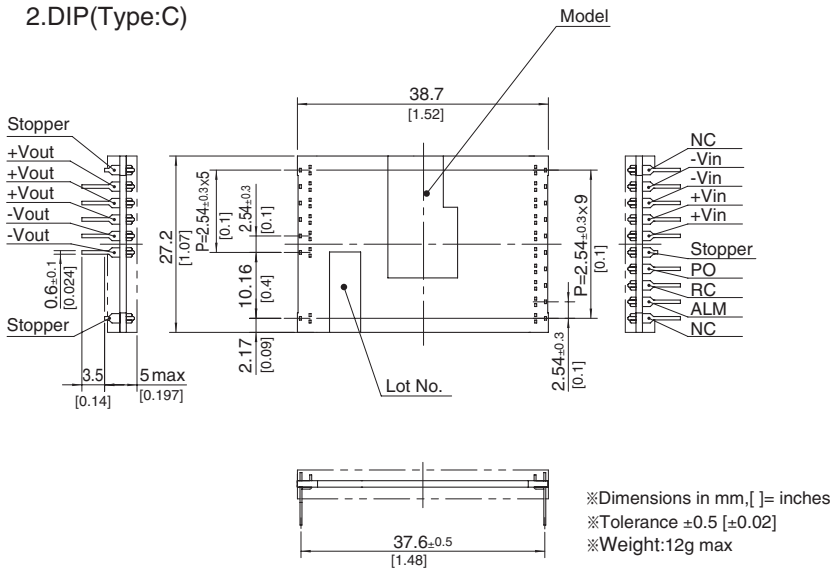 2.DIP(Type:C)
Model
38.7
[1.52]
Stopper
+Vout
+Vout
+Vout
-Vout
-Vout
Stopper
0.6±0.1
[0.024]
3.5
[0.14]
5 max
[0.197]
27.2
[1.07]
P=2.54±0.3x5
[0.1]
2.54±0.3
[0.1]
10.16
[0.4]
2.17
[0.09]
Lot No.
P=2.54±0.3x9
[0.1]
2.54±0.3
[0.1]
NC
-Vin
-Vin
+Vin
+Vin
Stopper
PO
RC
ALM
NC
37.6±0.5
[1.48]
※Dimensions in mm,[ ]= inches
※Tolerance ±0.5 [±0.02]
※Weight:12g max